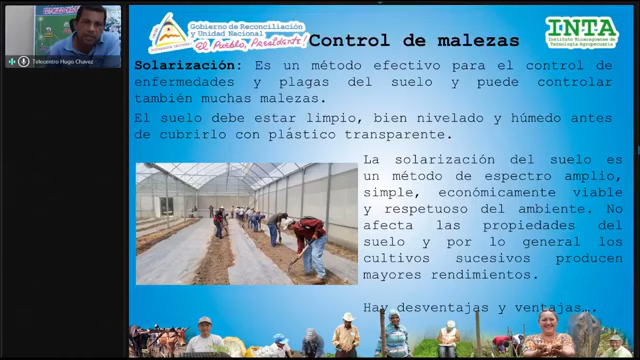 Telecentro Hugo Chavez
Gobierno de Reconciliación
y Unidad Nacional
El Pueblo, Presidente!
INTA
Instituto Nicaragüense de
Tecnología Agropecuaria
Control de malezas
Solarización: Es un método efectivo para el control de
enfermedades y plagas del suelo y puede controlar
también muchas malezas.
El suelo debe estar limpio, bien nivelado y húmedo antes
de cubrirlo con plástico transparente.
La solarización del suelo es
un método de espectro amplio,
simple, económicamente viable
y respetuoso del ambiente. No
afecta las propiedades del
suelo y por lo general los
cultivos sucesivos producen
mayores rendimientos.
Hay desventajas y ventajas….